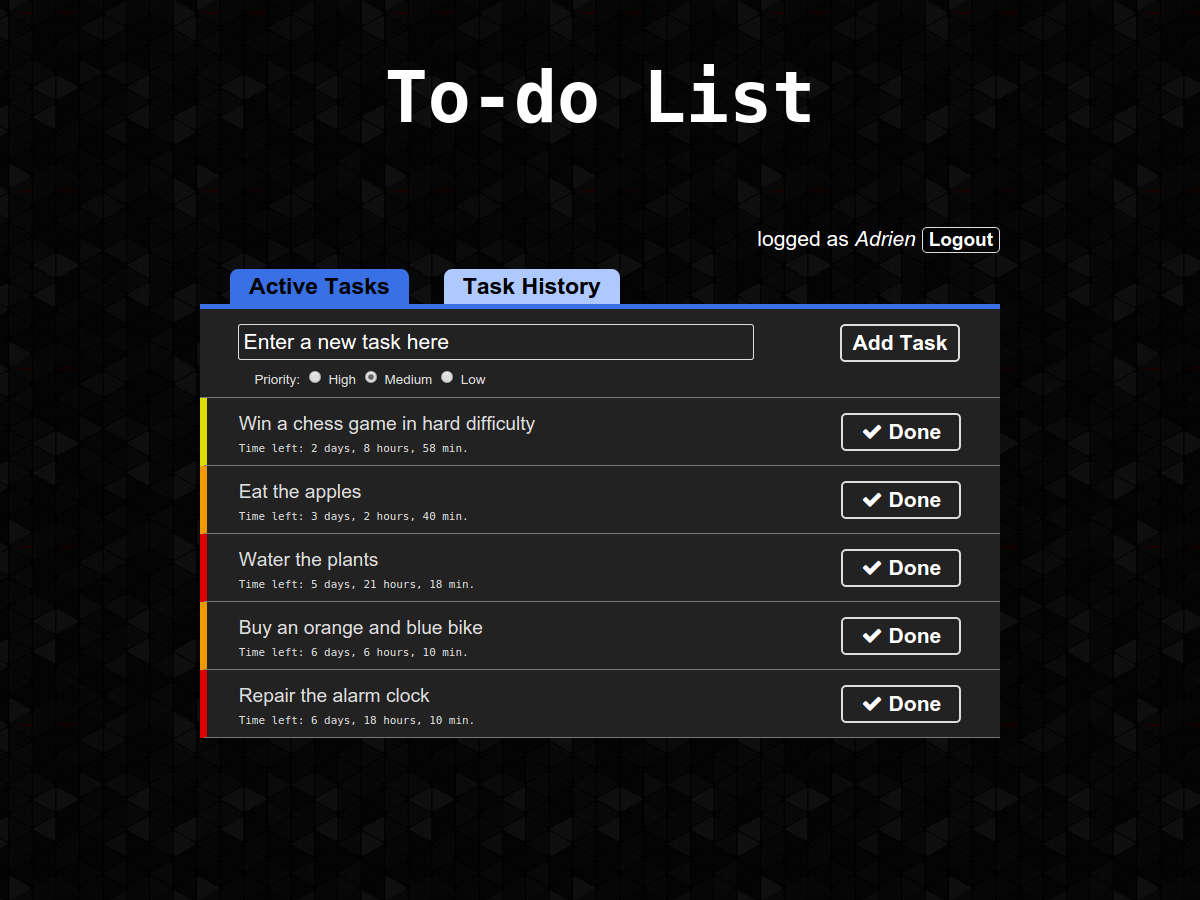 To-do List
logged as Adrien Logout
Active Tasks Task History
Enter a new task here Add Task
Priority: High Medium Low
Win a chess game in hard difficulty
Time left: 2 days, 8 hours, 58 min.
Done
Eat the apples
Time left: 3 days, 2 hours, 40 min.
Done
Water the plants
Time left: 5 days, 21 hours, 18 min.
Done
Buy an orange and blue bike
Time left: 6 days, 6 hours, 10 min.
Done
Repair the alarm clock
Time left: 6 days, 18 hours, 10 min.
Done